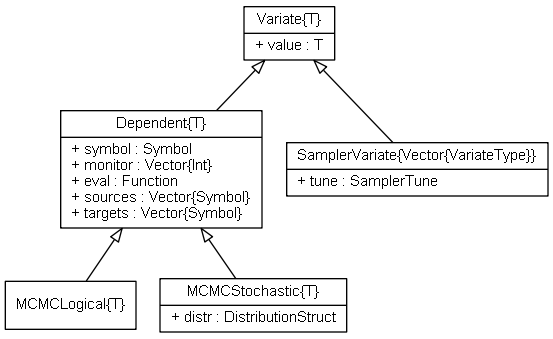 Variate{T}
+ value : T
Dependent{T}
+ symbol : Symbol
+ monitor : Vector{Int}
+ eval : Function
+ sources : Vector{Symbol}
+ targets : Vector{Symbol}
SamplerVariate{Vector{VariateType}}
+ tune : SamplerTune
MCMCLogical{T}
MCMCStochastic{T}
+ distr : DistributionStruct